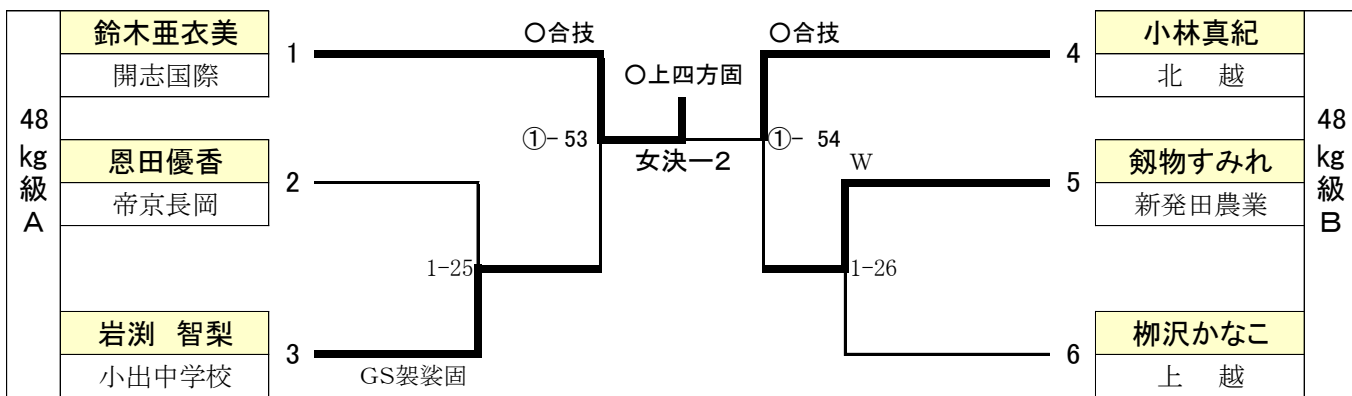 48
kg
級
A
鈴木亜衣美
開志国際
1
恩田優香
帝京長岡
2
岩渕 智梨
小出中学校
3
○合技
①- 53
1-25
GS袈裟固
○上四方固
女決ー2
○合技
①- 54
W
1-26
4
小林真紀
北 越
5
剱物すみれ
新発田農業
6
栁沢かなこ
上 越
48
kg
級
B